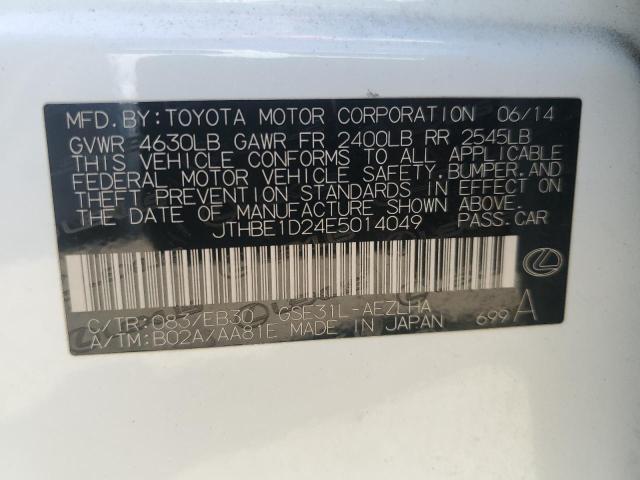 MFD.BY:TOYOTA MOTOR CORPORATION 06/14
GVWR 4630LB GAWR FR 2400LB RR 2545LB
THIS VEHICLE CONFORMS TO ALL APPLICABLE
FEDERAL MOTOR VEHICLE SAFETY,BUMPER,AND
THEFT PREVENTION STANDARDS IN EFFECT ON
THE DATE OF MANUFACTURE SHOWN ABOVE.
JTHBE1D24E5014049 PASS.CAR
C/TR:083/EB30 GSE31L-AEZLHA
A/TM:B02A/AA81E MADE IN JAPAN 699 A